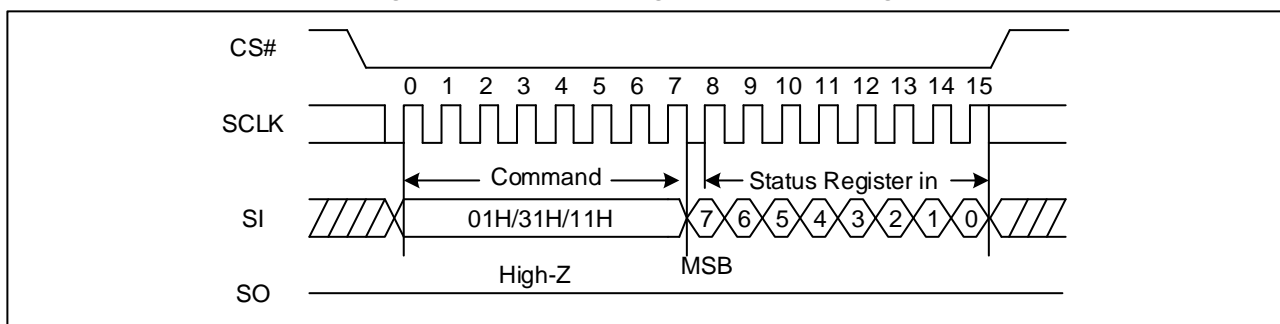 CS#
0 1 2 3 4 5 6 7 8 9 10 11 12 13 14 15
SCLK
Command Status Register in
SI 01H/31H/11H 7 6 5 4 3 2 1 0
MSB
High-Z
SO